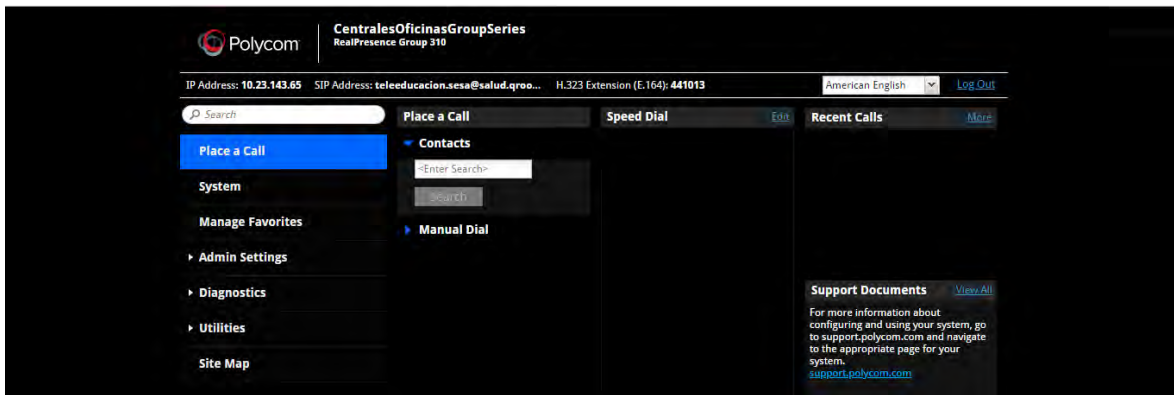 Polycom
CentralesOficinasGroupSeries
RealPresence Group 310
IP Address: 10.23.143.65 SIP Address: teleeducacion.sesa@salud.qroo... H.323 Extension (E.164): 441013
American English
Log Out
Search
Place a Call
System
Manage Favorites
Admin Settings
Diagnostics
Utilities
Site Map
Place a Call
Contacts
<Enter Search>
Search
Manual Dial
Speed Dial
Edit
Recent Calls
More
Support Documents
View All
For more information about
configuring and using your system, go
to support.polycom.com and navigate
to the appropriate page for your
system.
support.polycom.com